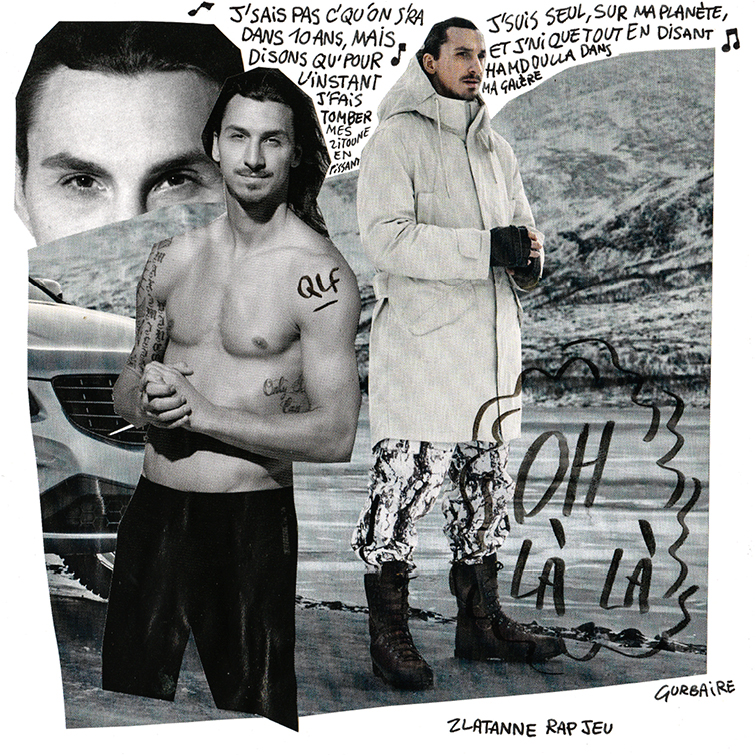 J'SAIS PAS C'QU'ON S'RA
DANS 10 ANS, MAIS
DISONS QU'POUR
L'INSTANT
J'FAIS
TOMBER
MES
ZITOUNE
EN
PISSANT
J'SUIS SEUL, SUR MA PLANÈTE,
ET J'NIQUE TOUT EN DISANT
HAMDOULLA DANS
MA GALÈRE
QLF
OH
LÀ LÀ
GURBAIRE
ZLATANNE RAP JEU